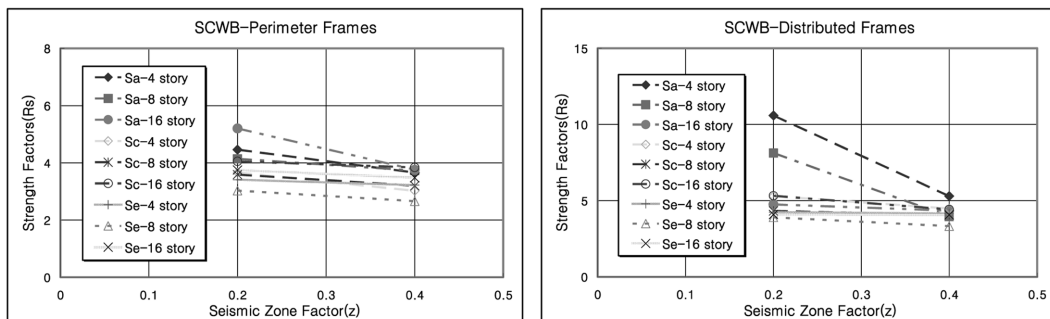 SCWB-Perimeter Frames
Strength Factors(Rs)
8
6
4
2
0
Sa-4 story
Sa-8 story
Sa-16 story
Sc-4 story
Sc-8 story
Sc-16 story
Se-4 story
Se-8 story
Se-16 story
0
0.1
0.2
0.3
0.4
0.5
Seismic Zone Factor(z)
SCWB-Distributed Frames
Strength Factors(Rs)
15
10
5
0
Sa-4 story
Sa-8 story
Sa-16 story
Sc-4 story
Sc-8 story
Sc-16 story
Se-4 story
Se-8 story
Se-16 story
0
0.1
0.2
0.3
0.4
0.5
Seismic Zone Factor(z)